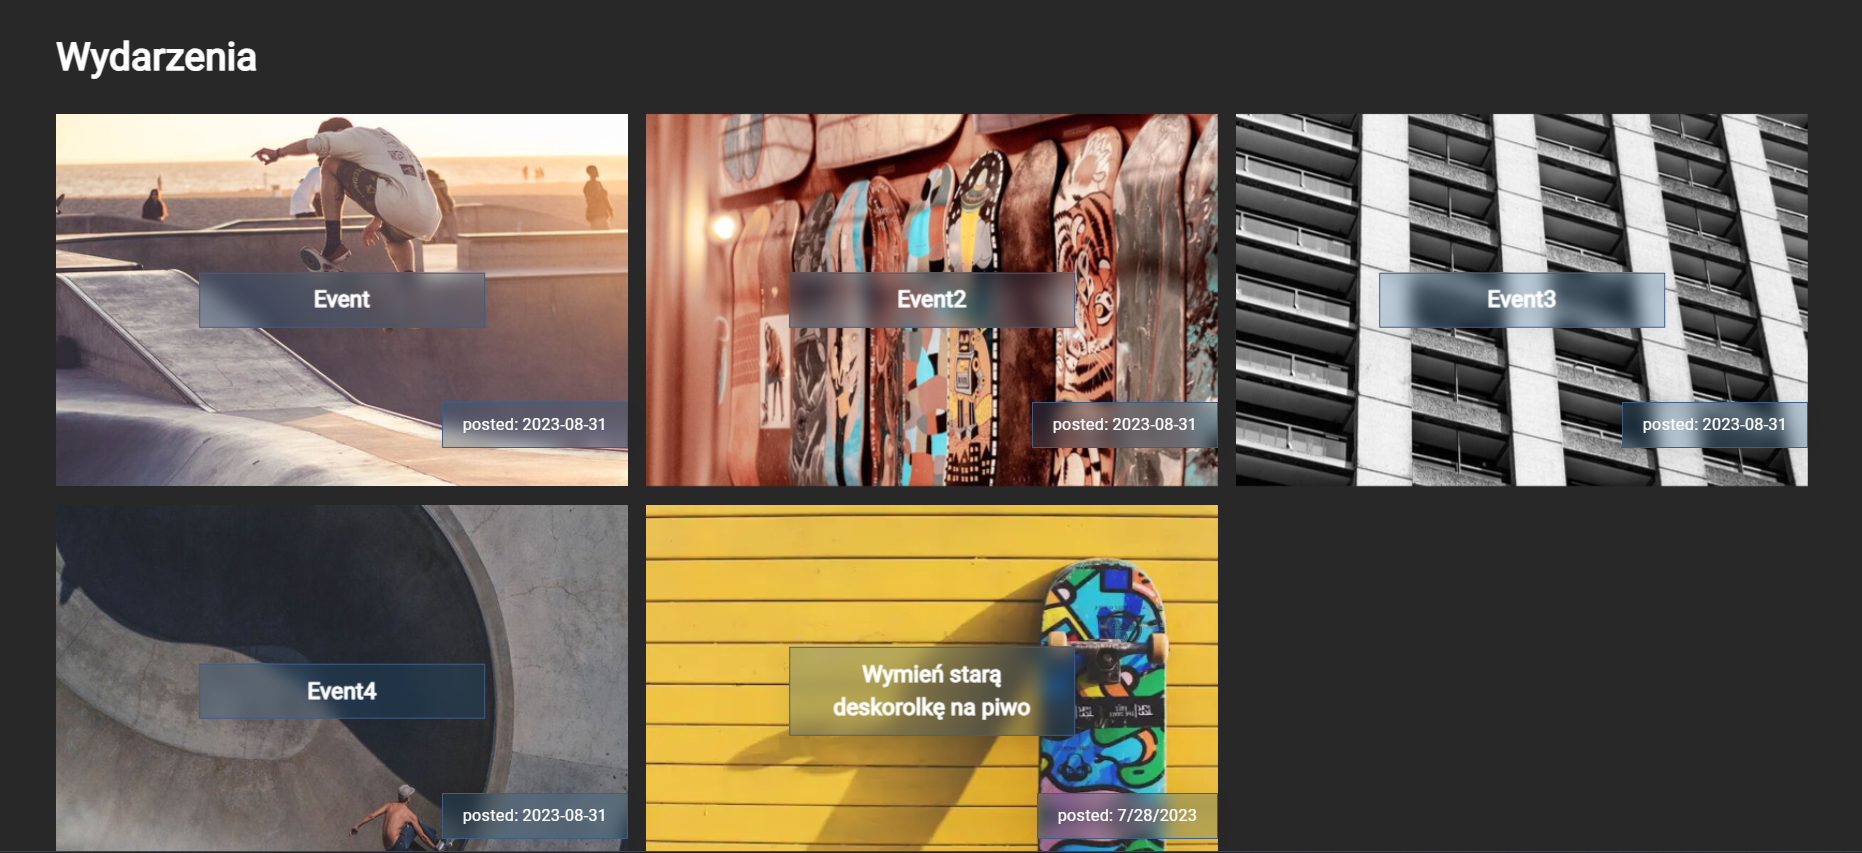 Wydarzenia
Event
posted: 2023-08-31
Event2
posted: 2023-08-31
Event3
posted: 2023-08-31
Event4
posted: 2023-08-31
Wymień starą
deskorolkę na piwo
posted: 7/28/2023